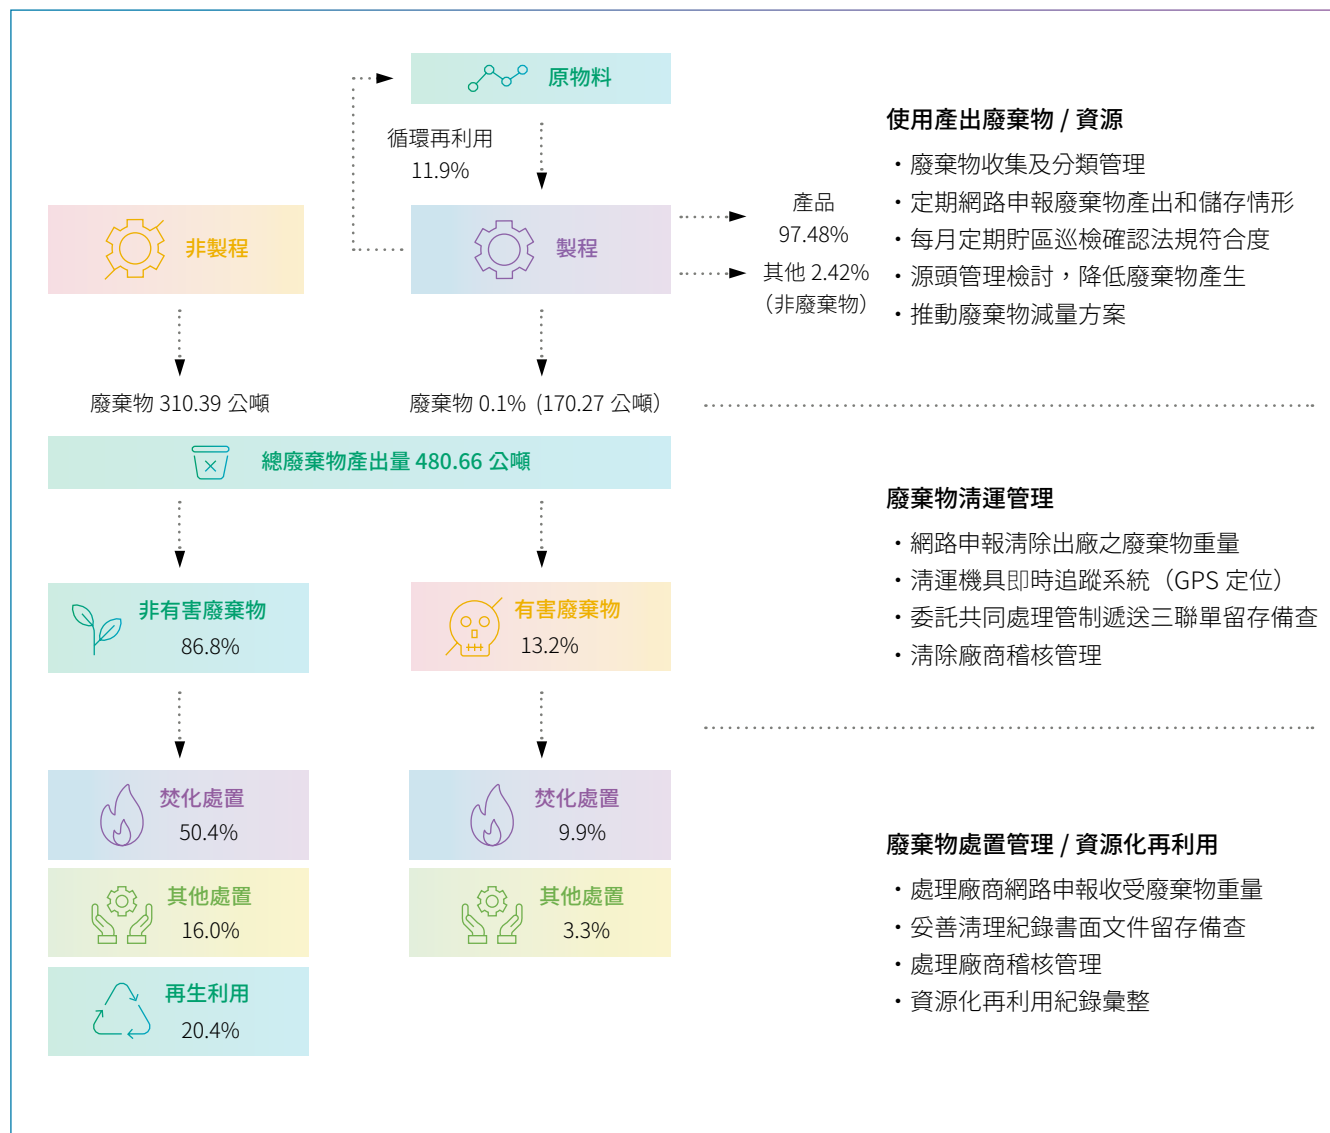 原物料
循環再利用
11.9%
非製程
製程
產品
97.48%
其他 2.42%
（非廢棄物）
廢棄物 310.39 公噸
廢棄物 0.1% (170.27 公噸）
總廢棄物產出量 480.66 公噸
非有害廢棄物
86.8%
有害廢棄物
13.2%
焚化處置
50.4%
焚化處置
9.9%
其他處置
16.0%
其他處置
3.3%
再生利用
20.4%
使用產出廢棄物 / 資源
・廢棄物收集及分類管理
・定期網路申報廢棄物產出和儲存情形
・每月定期貯區巡檢確認法規符合度
・源頭管理檢討，降低廢棄物產生
・推動廢棄物減量方案
廢棄物清運管理
・網路申報清除出廠之廢棄物重量
・清運機具即時追蹤系統（GPS 定位）
・委託共同處理管制遞送三聯單留存備查
・清除廠商稽核管理
廢棄物處置管理 / 資源化再利用
・處理廠商網路申報收受廢棄物重量
・妥善清理紀錄書面文件留存備查
・處理廠商稽核管理
・資源化再利用紀錄彙整